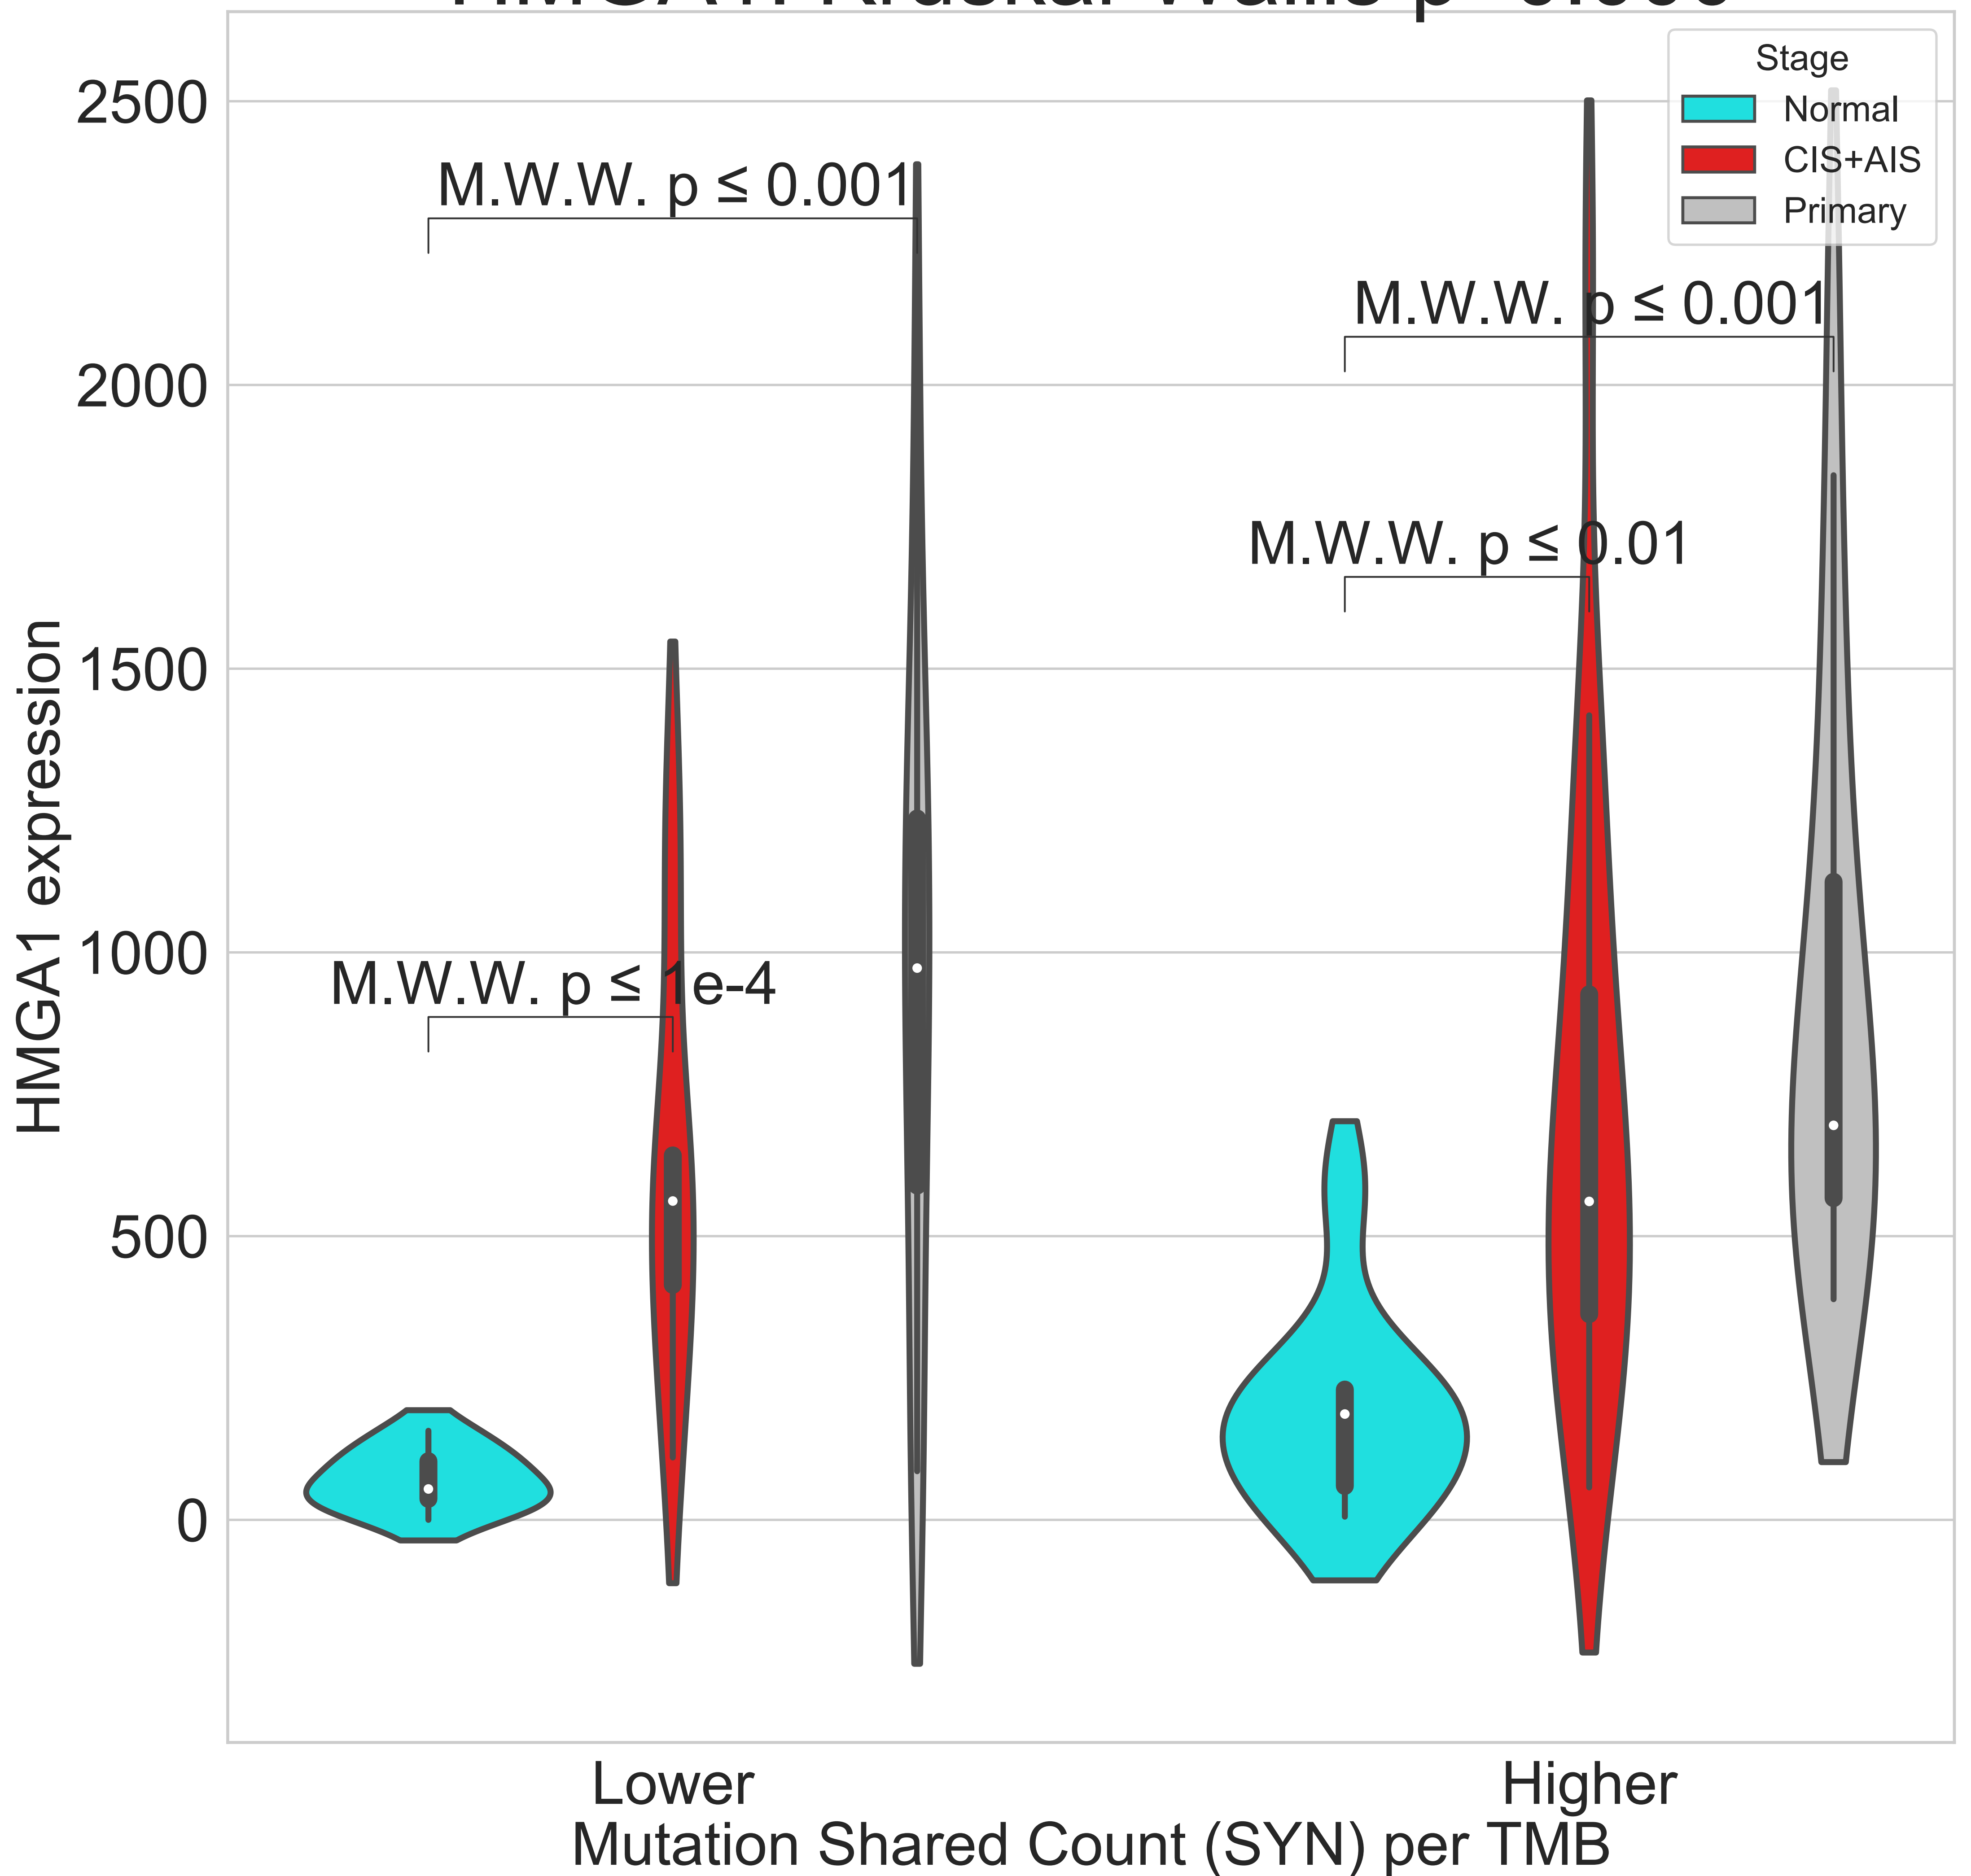 Stage
Normal
CIS+AIS
Primary
2500
2000
1500
1000
500
0
HMGA1 expression
M.W.W. p ≤ 0.001
M.W.W. p ≤ 0.001
M.W.W. p ≤ 0.01
M.W.W. p ≤ 1e-4
Lower
Higher
Mutation Shared Count (SYN) per TMB